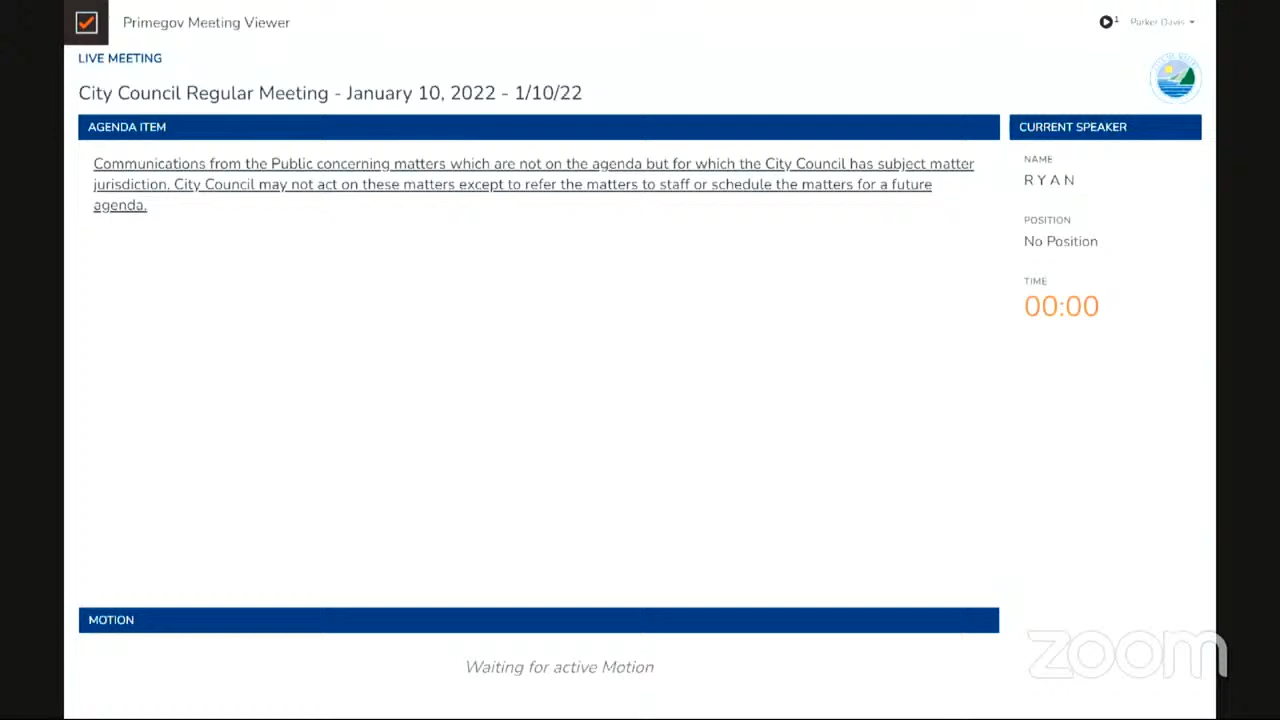 Primegov Meeting Viewer
1
Parker Davis
LIVE MEETING
City Council Regular Meeting - January 10, 2022 - 1/10/22
AGENDA ITEM
CURRENT SPEAKER
Communications from the Public concerning matters which are not on the agenda but for which the City Council has subject matter
jurisdiction. City Council may not act on these matters except to refer the matters to staff or schedule the matters for a future
agenda.
NAME
R Y A N
POSITION
No Position
TIME
00:00
MOTION
Waiting for active Motion
zoom